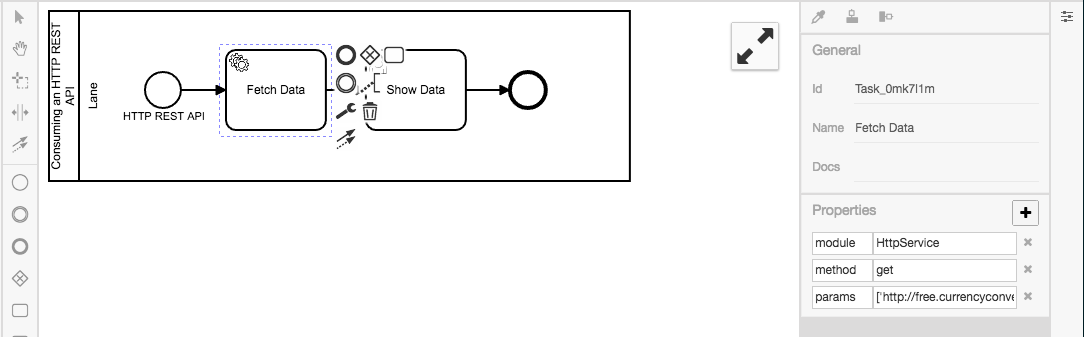 Consuming an HTTP REST
API
Lane
HTTP REST API
Fetch Data
Show Data
General
Id Task_0mk7l1m
Name Fetch Data
Docs
Properties
module HttpService
method get
params ['http://free.currencyconve